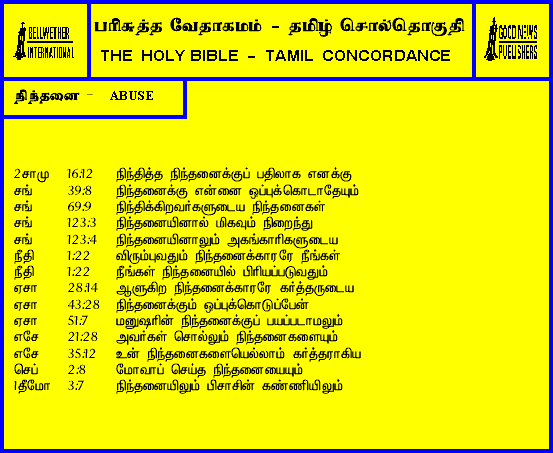 BELLWETHER
INTERNATIONAL
பரிசுத்த வேதாகமம் - தமிழ் சொல்தொகுதி
THE HOLY BIBLE - TAMIL CONCORDANCE
GOOD NEWS
PUBLISHERS
நிந்தனை - ABUSE
2சாமு 16:12 நிந்தித்த நிந்தனைக்குப் பதிலாக எனக்கு
சங் 39:8 நிந்தனைக்கு என்னை ஒப்புக்கொடாதேயும்
சங் 69:9 நிந்திக்கிறவர்களுடைய நிந்தனைகள்
சங் 123:3 நிந்தனையினால் மிகவும் நிறைந்து
சங் 123:4 நிந்தனையினாலும் அகங்காரிகளுடைய
நீதி 1:22 விரும்புவதும் நிந்தனைக்காரரே நீங்கள்
நீதி 1:22 நீங்கள் நிந்தனையில் பிரியப்படுவதும்
ஏசா 28:14 ஆளுகிற நிந்தனைக்காரரே கர்த்தருடைய
ஏசா 43:28 நிந்தனைக்கும் ஒப்புக்கொடுப்பேன்
ஏசா 51:7 மனுஷரின் நிந்தனைக்குப் பயப்படாமலும்
எசே 21:28 அவர்கள் சொல்லும் நிந்தனைகளையும்
எசே 35:12 உன் நிந்தனைகளையெல்லாம் கர்த்தராகிய
செப் 2:8 மோவாப் செய்த நிந்தனையையும்
1தீமோ 3:7 நிந்தனையிலும் பிசாசின் கண்ணியிலும்